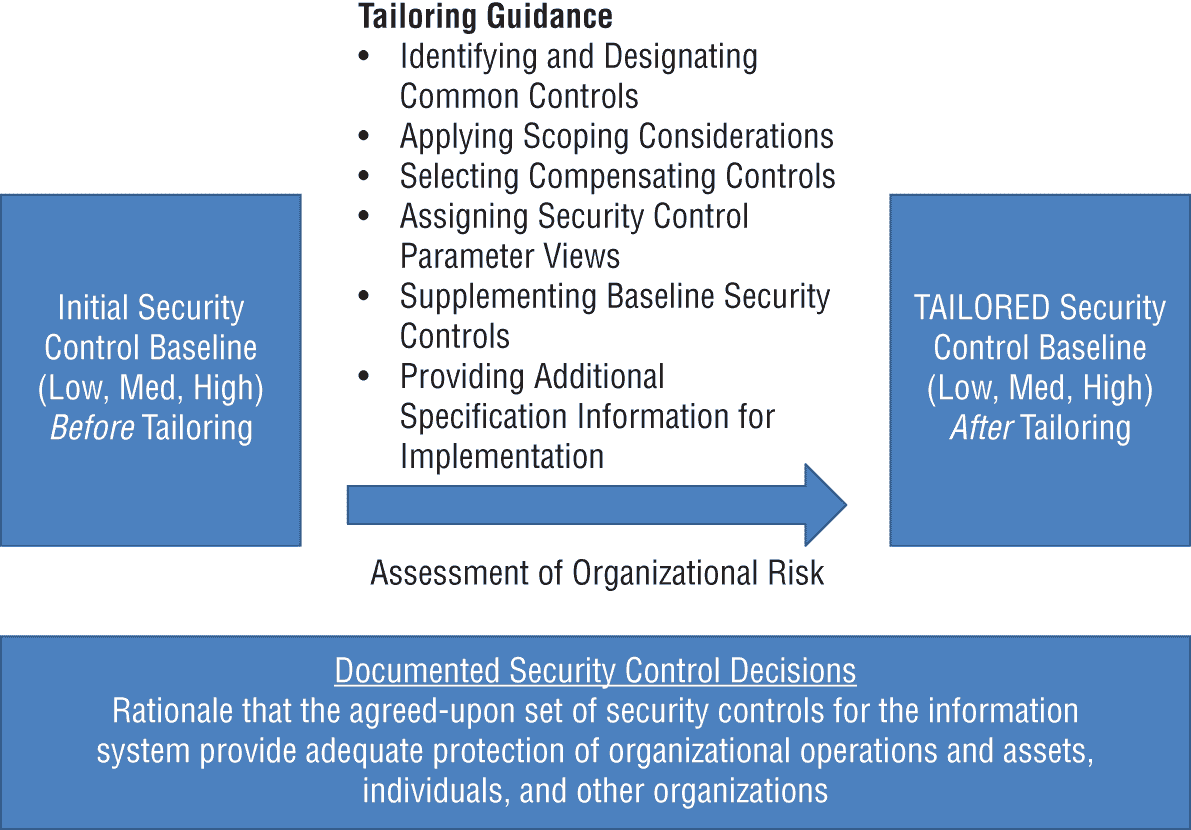 Tailoring Guidance
• Identifying and Designating
Common Controls
• Applying Scoping Considerations
• Selecting Compensating Controls
• Assigning Security Control
Parameter Views
• Supplementing Baseline Security
Controls
• Providing Additional
Specification Information for
Implementation
Initial Security
Control Baseline
(Low, Med, High)
Before Tailoring
TAILORED Security
Control Baseline
(Low, Med, High)
After Tailoring
Assessment of Organizational Risk
Documented Security Control Decisions
Rationale that the agreed-upon set of security controls for the information
system provide adequate protection of organizational operations and assets,
individuals, and other organizations